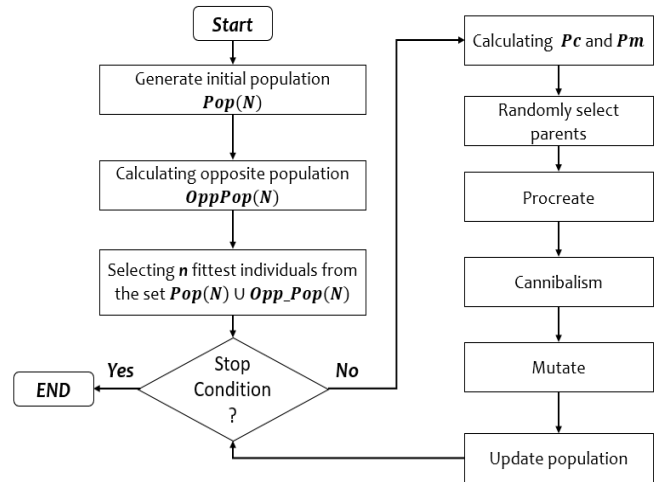 Start
Generate initial population
Pop(N)
Calculating opposite population
OppPop(N)
Selecting n fittest individuals from
the set Pop(N) ∪ Opp_Pop(N)
Stop
Condition
?
Yes
END
No
Calculating Pc and Pm
Randomly select
parents
Procreate
Cannibalism
Mutate
Update population